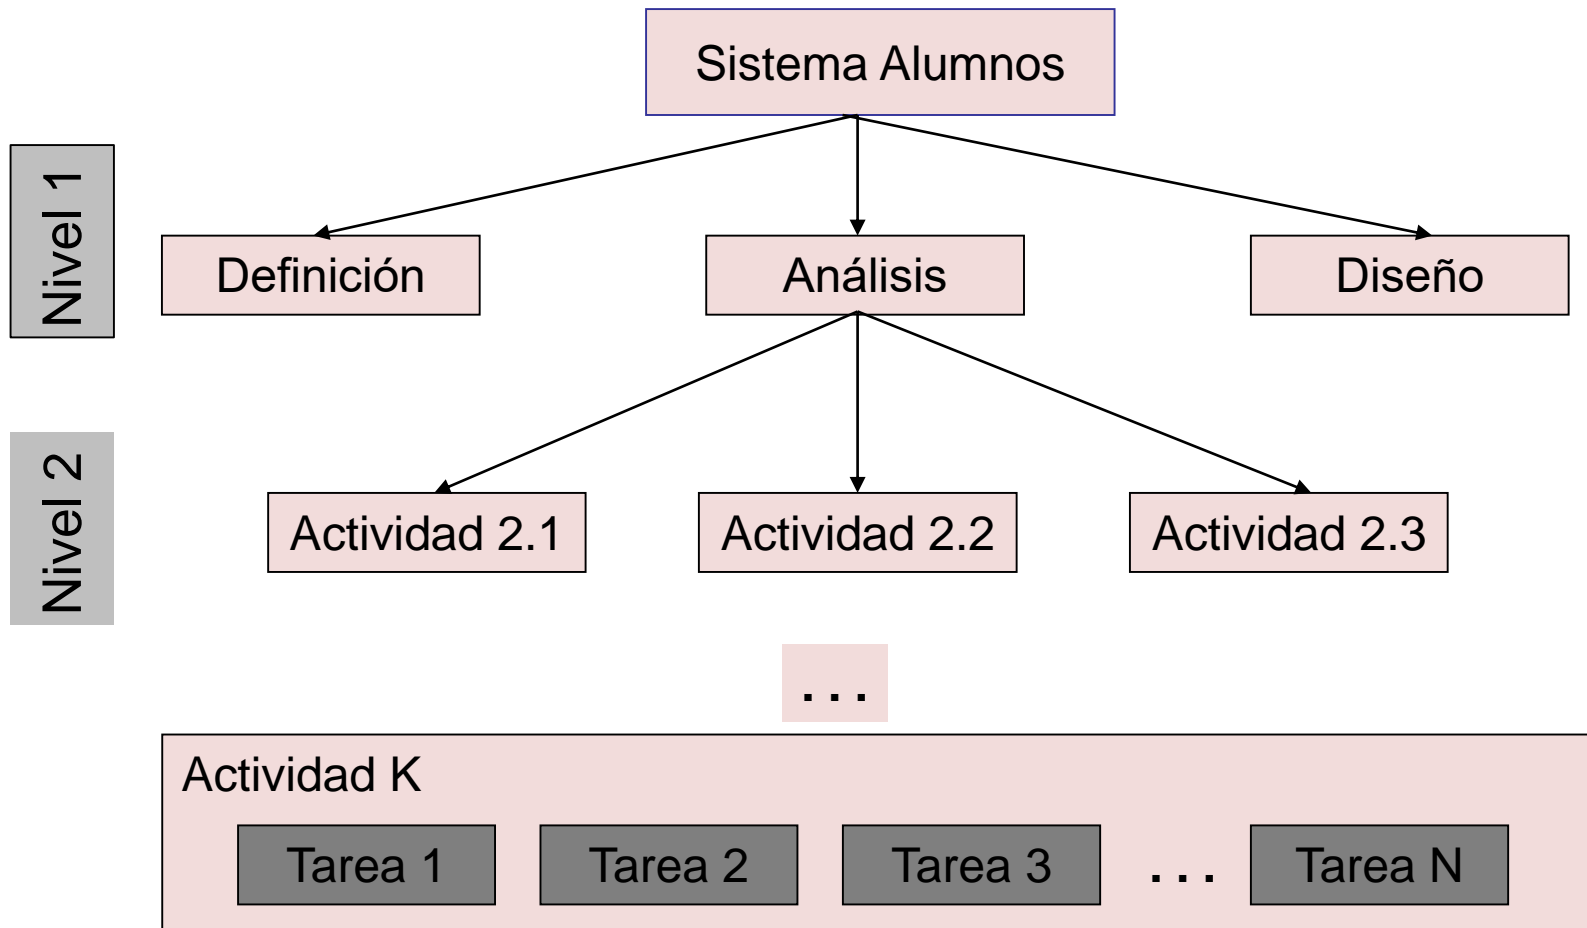 Sistema Alumnos
Nivel 1
Definición
Análisis
Diseño
Nivel 2
Actividad 2.1
Actividad 2.2
Actividad 2.3
. . .
Actividad K
Tarea 1
Tarea 2
Tarea 3
. . .
Tarea N